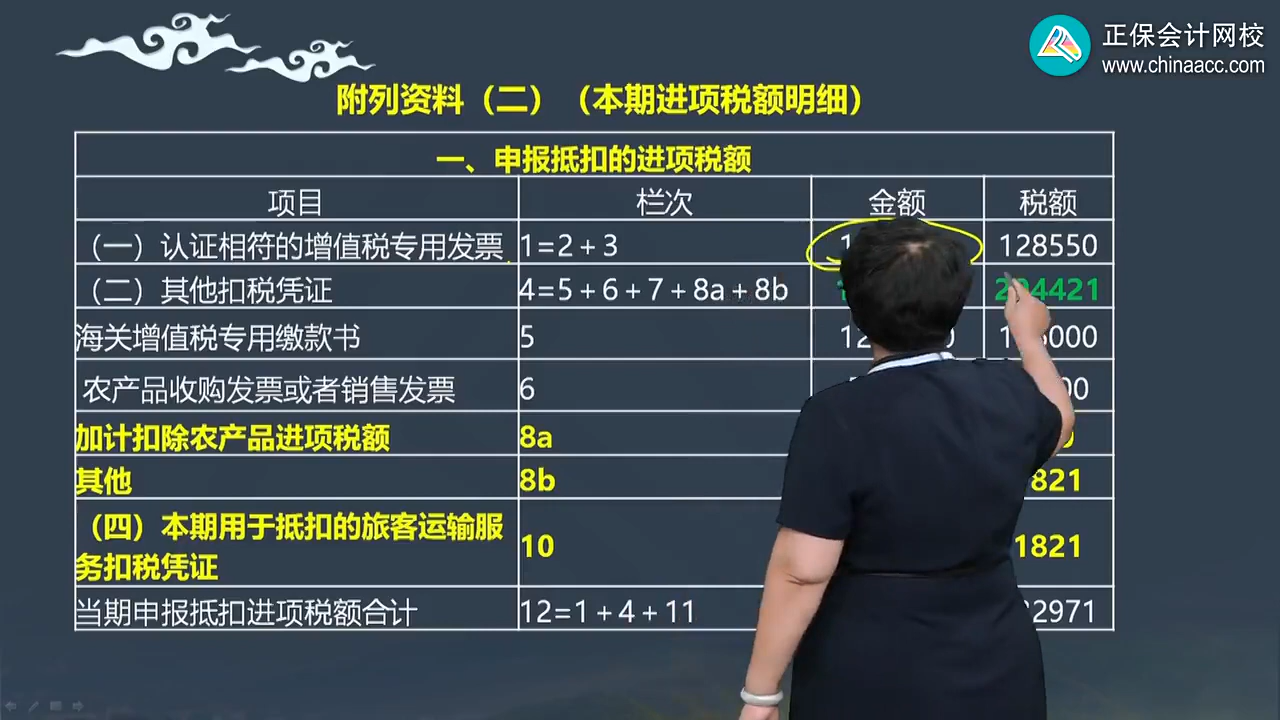 正保会计网校
www.chinaacc.com
附列资料（二）（本期进项税额明细）
一、申报抵扣的进项税额
项目 栏次 金额 税额
（一）认证相符的增值税专用发票 1=2+3 128550
（二）其他扣税凭证 4=5+6+7+8a+8b
海关增值税专用缴款书 5
农产品收购发票或者销售发票 6
加计扣除农产品进项税额 8a
其他 8b
（四）本期用于抵扣的旅客运输服 10 1821
务扣税凭证
当期申报抵扣进项税额合计 12=1+4+11